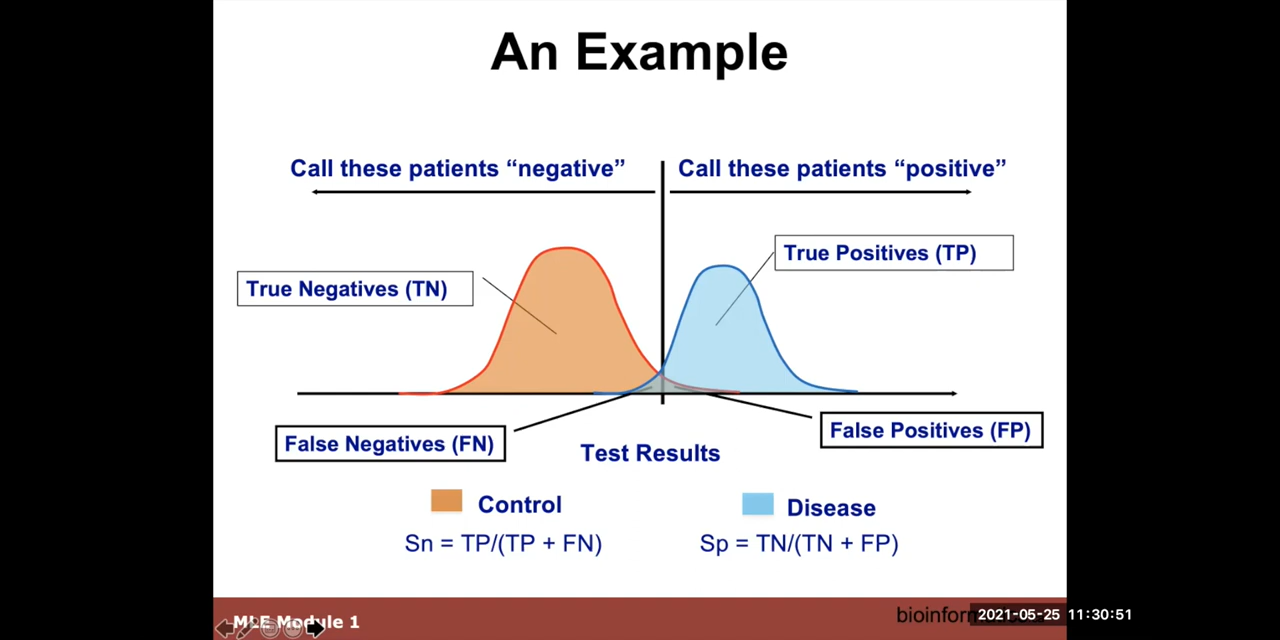 An Example
Call these patients “negative”
Call these patients “positive”
True Positives (TP)
True Negatives (TN)
False Positives (FP)
False Negatives (FN)
Test Results
Control
Disease
Sn = TP/(TP + FN)
Sp = TN/(TN + FP)
MLE Module 1
2021-05-25 11:30:51